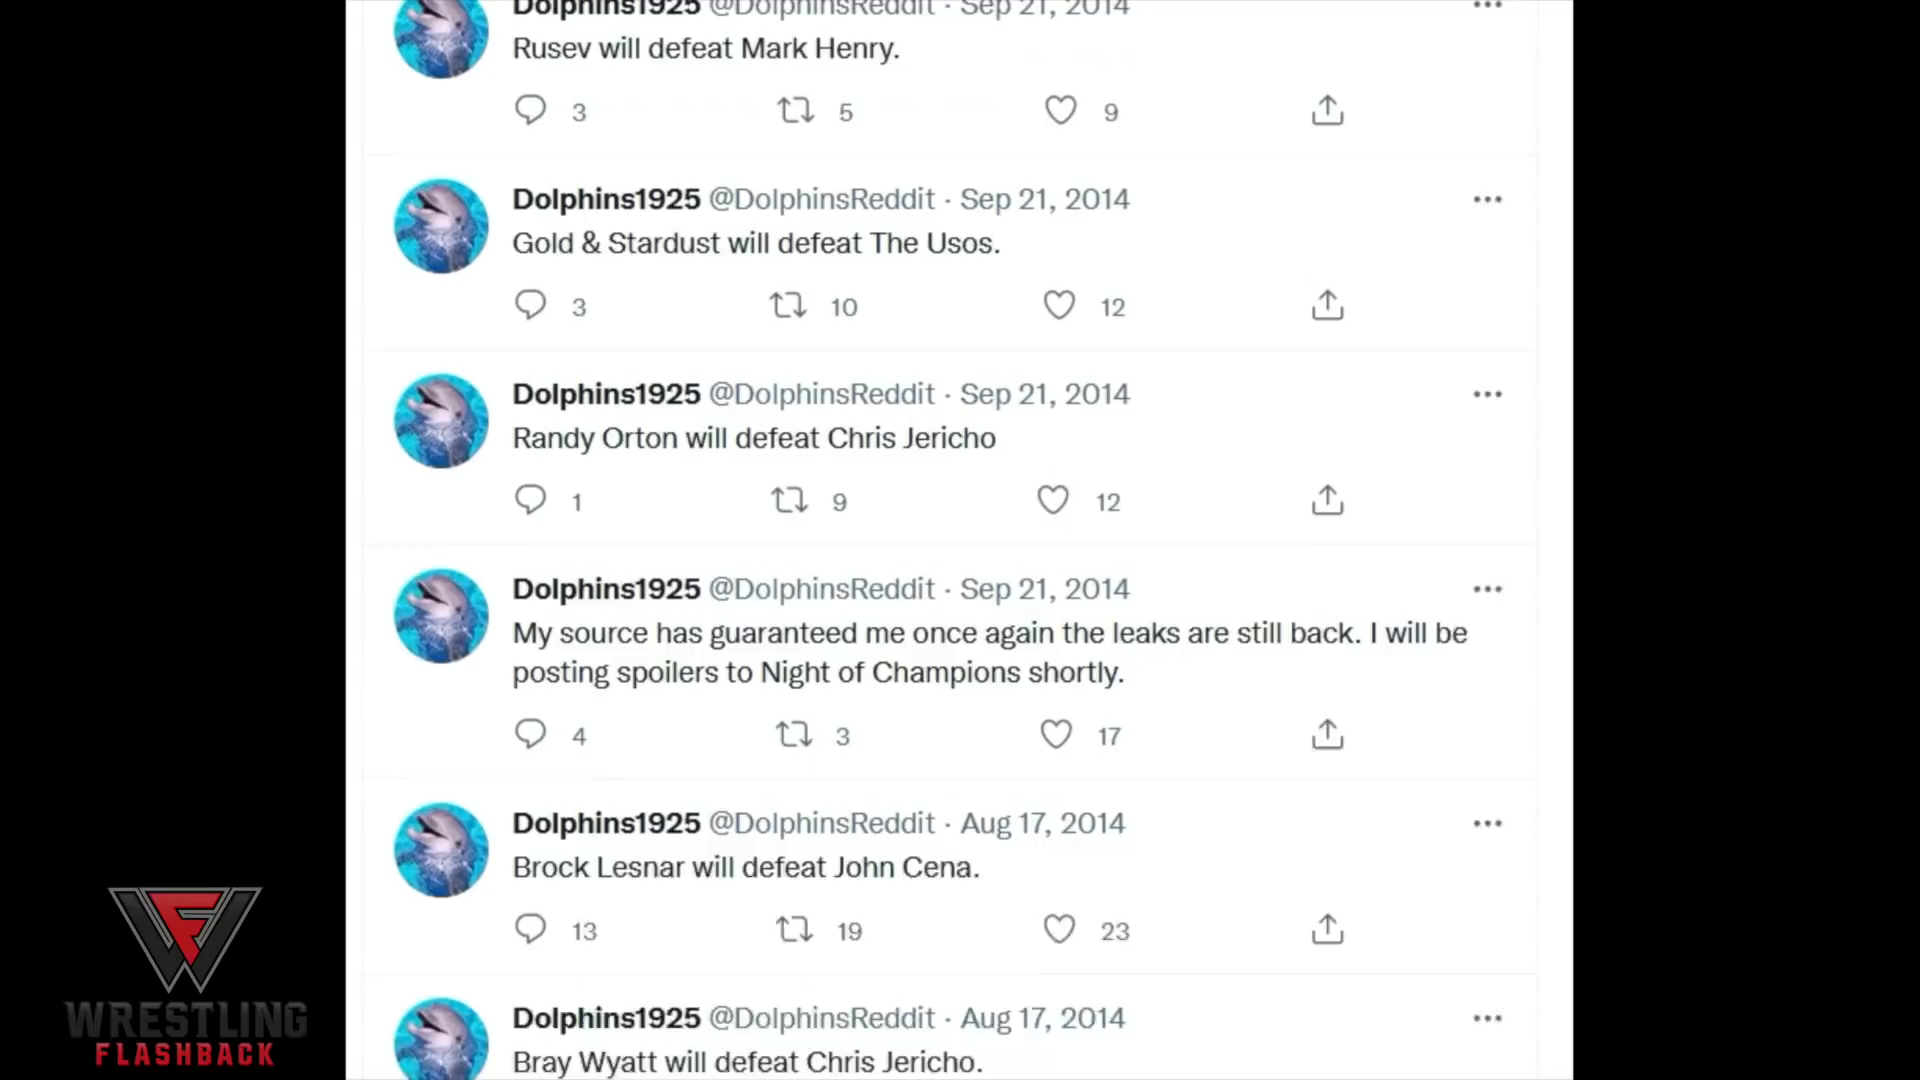 Dolphins1925 @DolphinsReddit · Sep 21, 2014
Rusev will defeat Mark Henry.
3 5 9
Dolphins1925 @DolphinsReddit · Sep 21, 2014
Gold & Stardust will defeat The Usos.
3 10 12
Dolphins1925 @DolphinsReddit · Sep 21, 2014
Randy Orton will defeat Chris Jericho
1 9 12
Dolphins1925 @DolphinsReddit · Sep 21, 2014
My source has guaranteed me once again the leaks are still back. I will be
posting spoilers to Night of Champions shortly.
4 3 17
Dolphins1925 @DolphinsReddit · Aug 17, 2014
Brock Lesnar will defeat John Cena.
13 19 23
Dolphins1925 @DolphinsReddit · Aug 17, 2014
Bray Wyatt will defeat Chris Jericho.
WF
WRESTLING
FLASHBACK